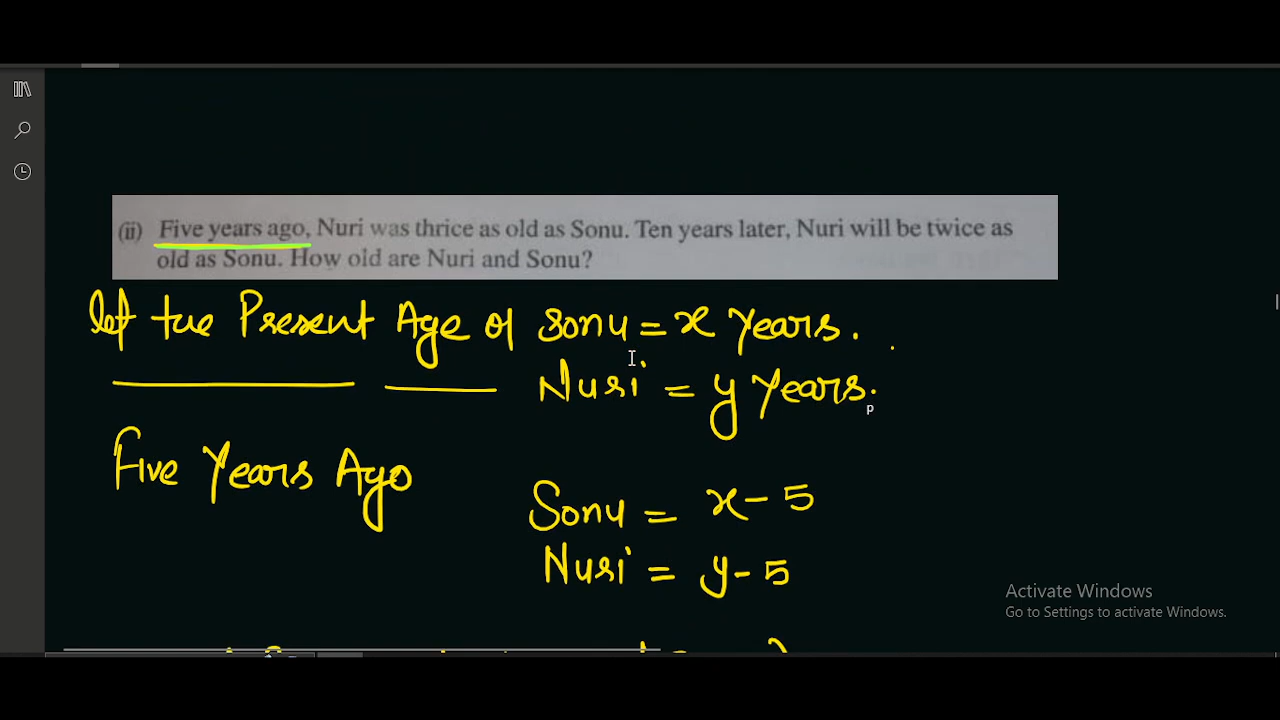 (ii) Five years ago, Nuri was thrice as old as Sonu. Ten years later, Nuri will be twice as
old as Sonu. How old are Nuri and Sonu?
let the Present Age of Sonu = x Years.
Nuri = y Years.
Five Years Ago
Sonu = x - 5
Nuri = y - 5
Activate Windows
Go to Settings to activate Windows.